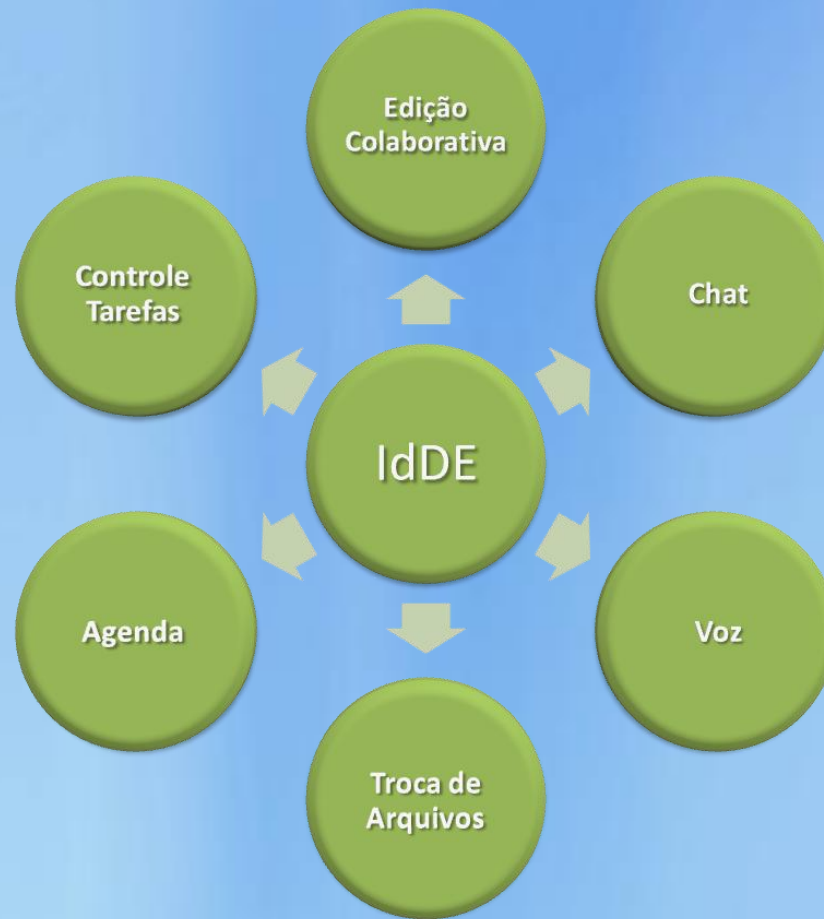 Edição
Colaborativa
Controle
Tarefas
Chat
IdDE
Agenda
Voz
Troca de
Arquivos